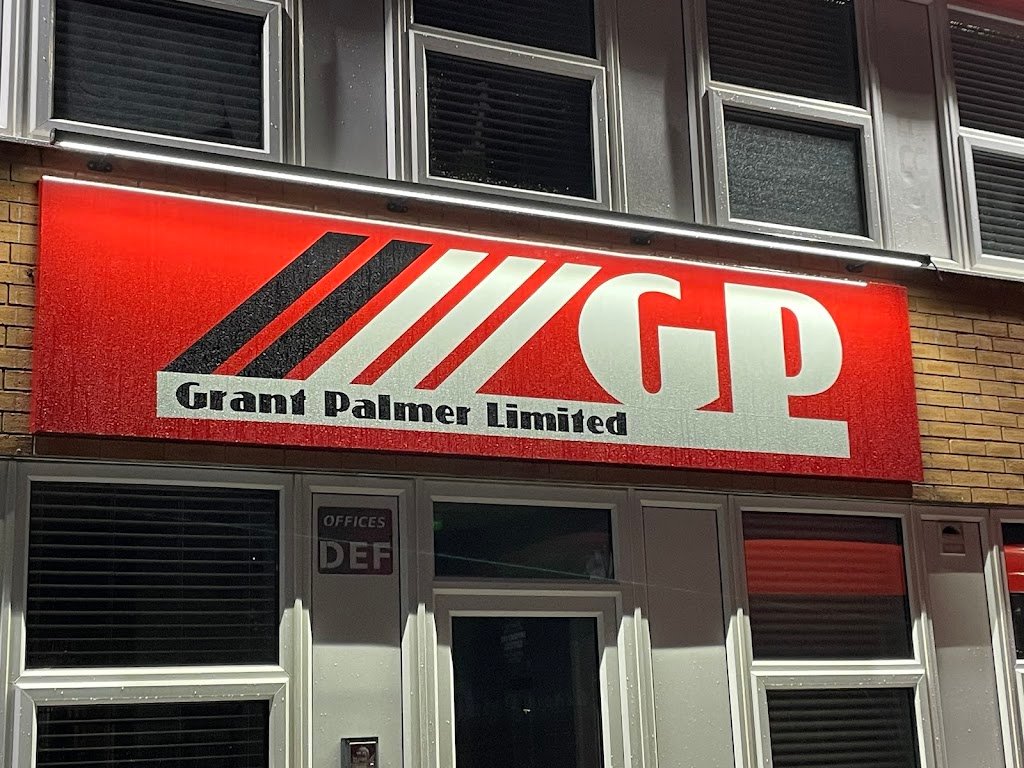 GP
Grant Palmer Limited
OFFICES
DEF